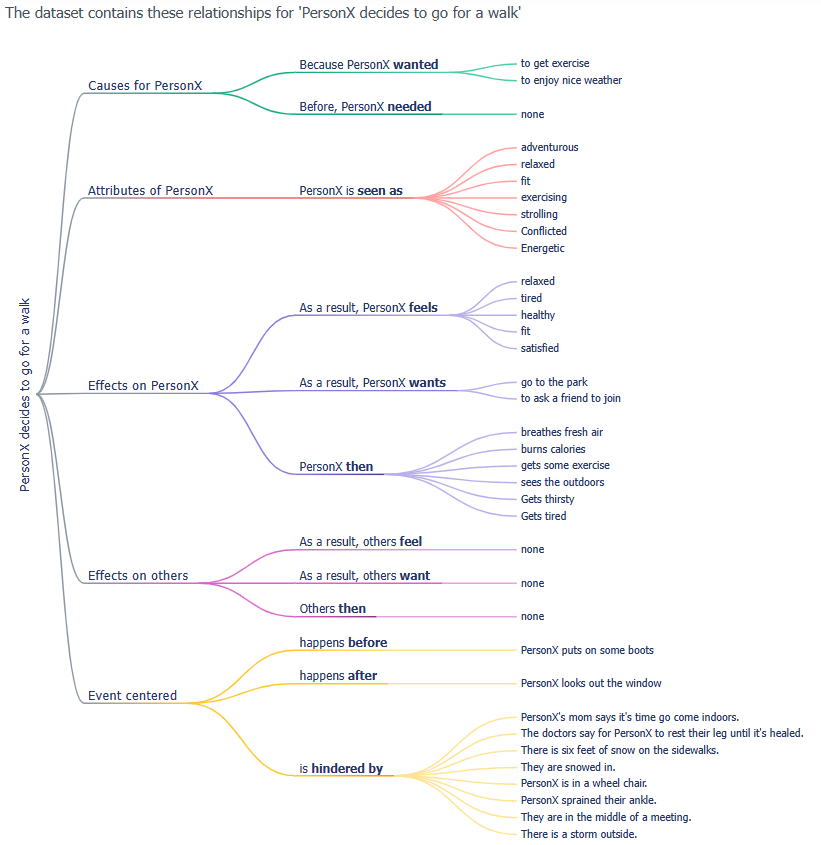 The dataset contains these relationships for 'PersonX decides to go for a walk'
PersonX decides to go for a walk
Causes for PersonX
Because PersonX wanted
to get exercise
to enjoy nice weather
Before, PersonX needed
none
Attributes of PersonX
PersonX is seen as
adventurous
relaxed
fit
exercising
strolling
Conflicted
Energetic
Effects on PersonX
As a result, PersonX feels
relaxed
tired
healthy
fit
satisfied
As a result, PersonX wants
go to the park
to ask a friend to join
PersonX then
breathes fresh air
burns calories
gets some exercise
sees the outdoors
Gets thirsty
Gets tired
Effects on others
As a result, others feel
none
As a result, others want
none
Others then
none
Event centered
happens before
PersonX puts on some boots
happens after
PersonX looks out the window
is hindered by
PersonX's mom says it's time go come indoors.
The doctors say for PersonX to rest their leg until it's healed.
There is six feet of snow on the sidewalks.
They are snowed in.
PersonX is in a wheel chair.
PersonX sprained their ankle.
They are in the middle of a meeting.
There is a storm outside.